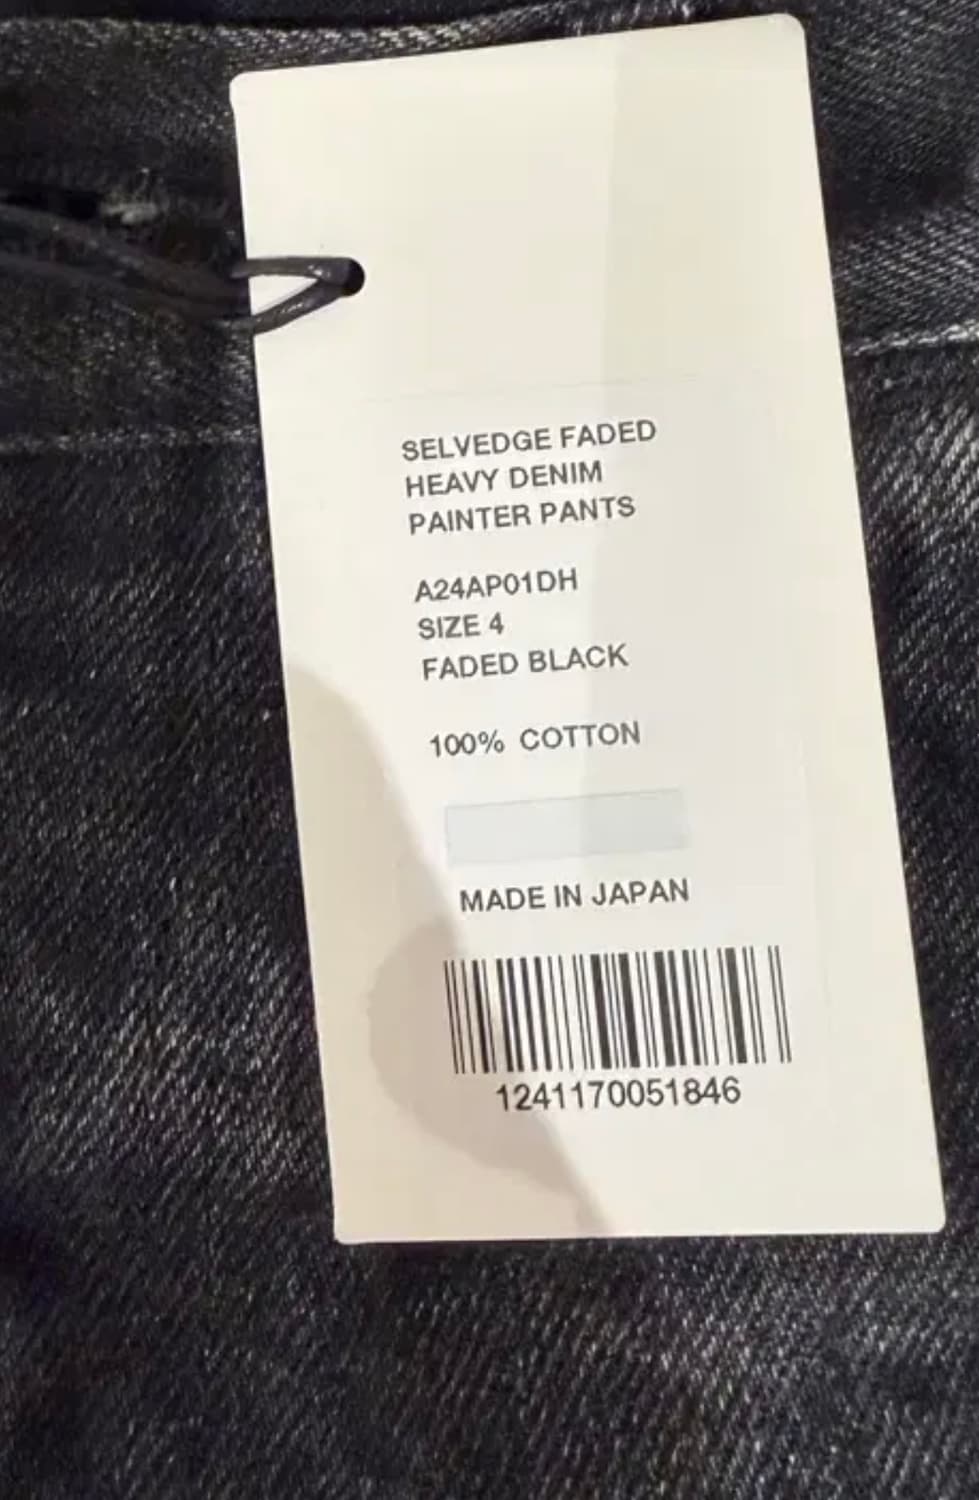 SELVEDGE FADED
HEAVY DENIM
PAINTER PANTS
A24AP01DH
SIZE 4
FADED BLACK
100% COTTON
MADE IN JAPAN
1241170051846